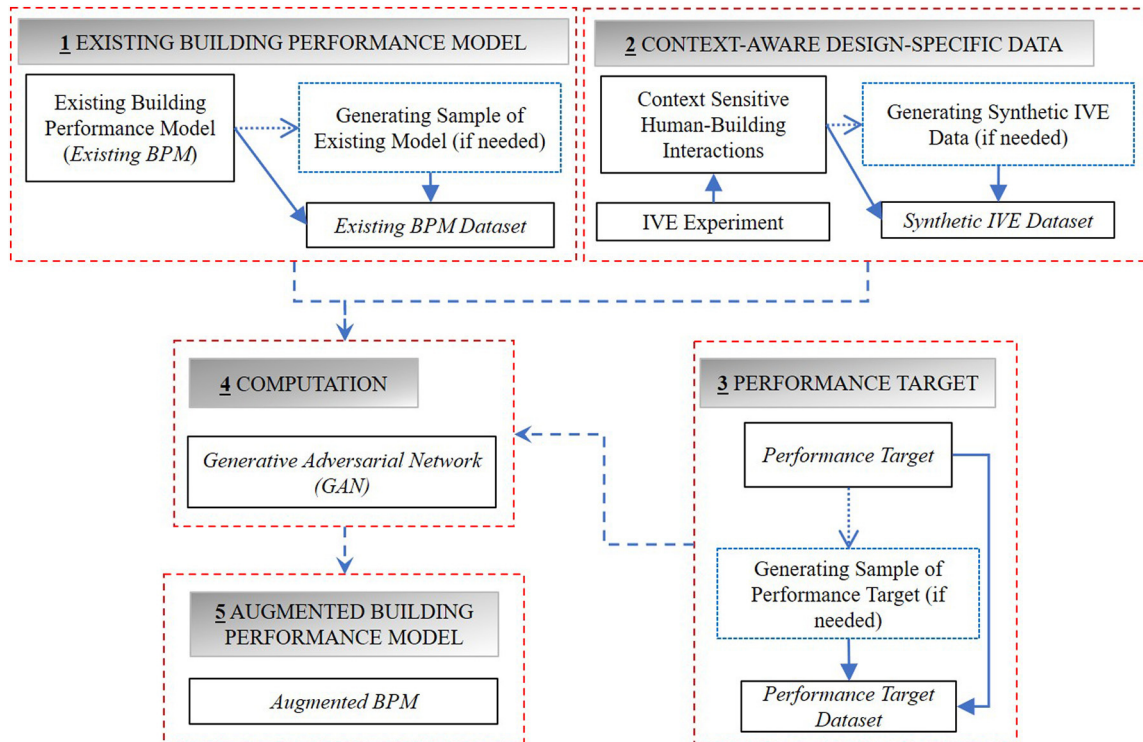 1 EXISTING BUILDING PERFORMANCE MODEL
Existing Building
Performance Model
(Existing BPM)
Generating Sample of
Existing Model (if needed)
Existing BPM Dataset
2 CONTEXT-AWARE DESIGN-SPECIFIC DATA
Context Sensitive
Human-Building
Interactions
IVE Experiment
Generating Synthetic IVE
Data (if needed)
Synthetic IVE Dataset
4 COMPUTATION
Generative Adversarial Network
(GAN)
3 PERFORMANCE TARGET
Performance Target
Generating Sample of
Performance Target (if
needed)
Performance Target
Dataset
5 AUGMENTED BUILDING
PERFORMANCE MODEL
Augmented BPM